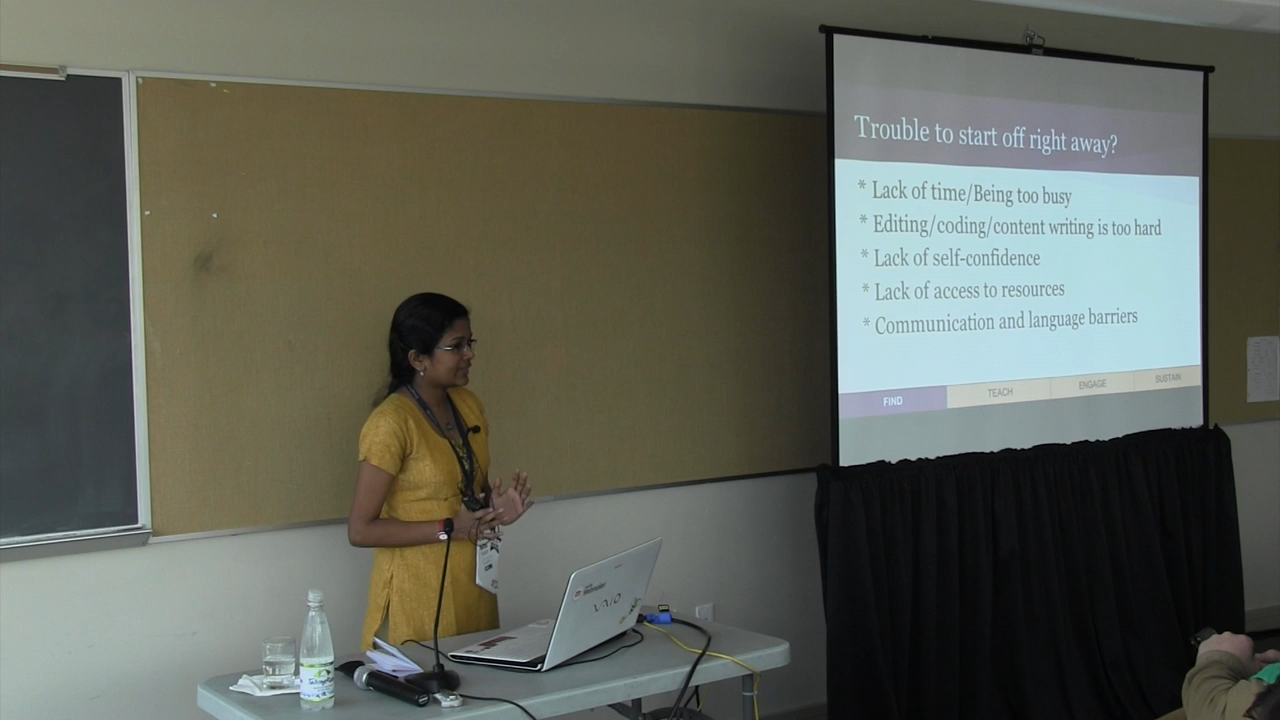 Trouble to start off right away?
* Lack of time/Being too busy
* Editing/coding/content writing is too hard
* Lack of self-confidence
* Lack of access to resources
* Communication and language barriers
FIND TEACH ENGAGE SUSTAIN
VAIO